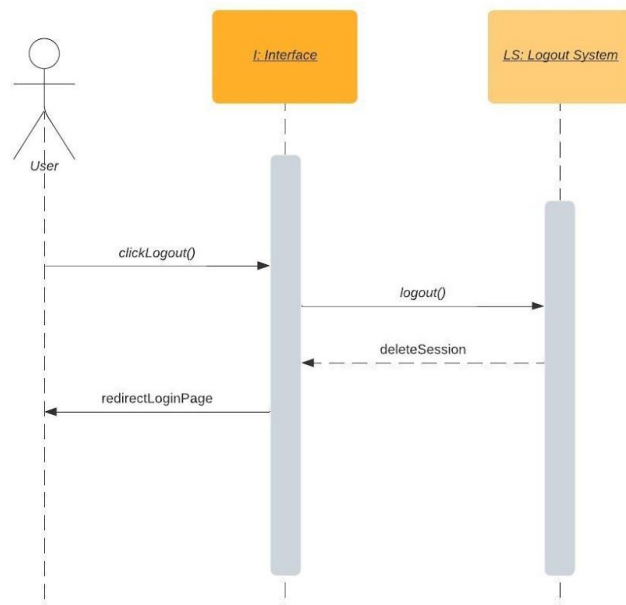 I: Interface
LS: Logout System
User
clickLogout()
logout()
deleteSession
redirectLoginPage